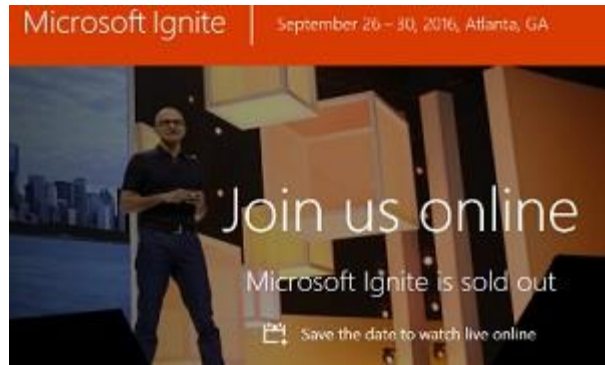 Microsoft Ignite
September 26 – 30, 2016, Atlanta, GA
Join us online
Microsoft Ignite is sold out
Save the date to watch live online